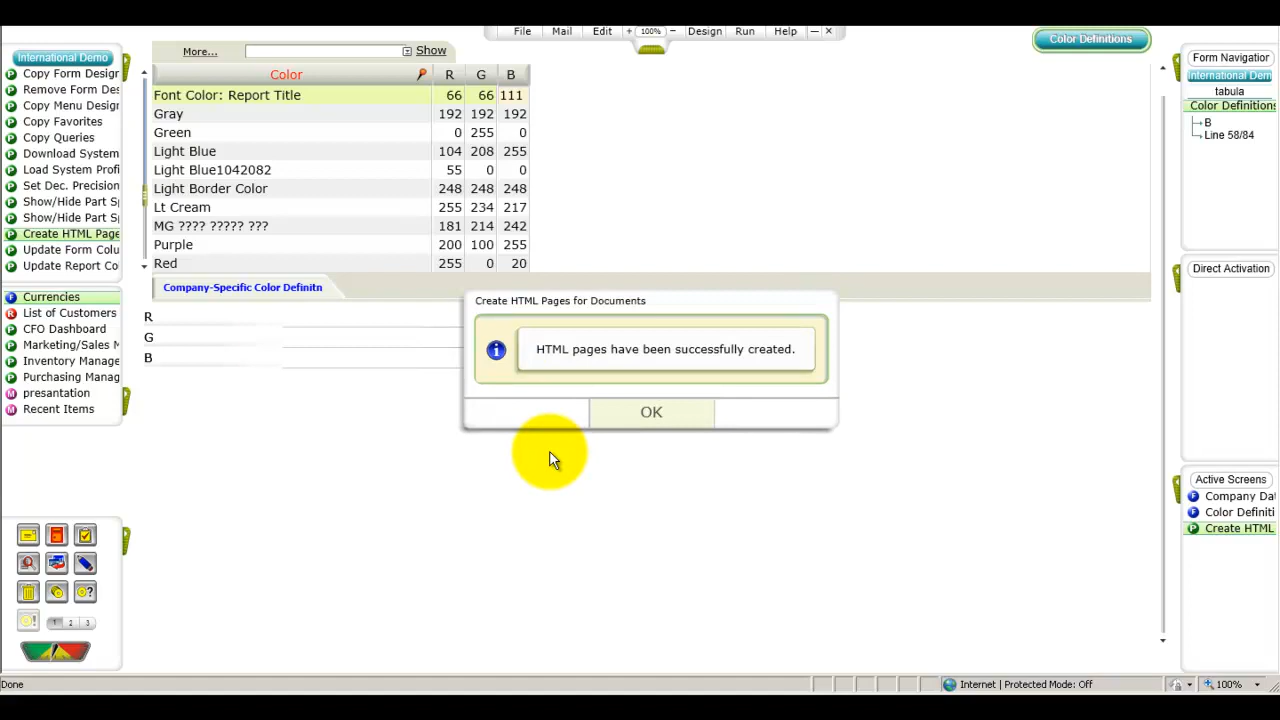 File Mail Edit + 100% - Design Run Help
Color Definitions
International Demo
Copy Form Design
Remove Form Des
Copy Menu Design
Copy Favorites
Copy Queries
Download System
Load System Profi
Set Dec. Precision
Show/Hide Part S
Show/Hide Part S
Create HTML Page
Update Form Colu
Update Report Co
Currencies
List of Customers
CFO Dashboard
Marketing/Sales M
Inventory Manage
Purchasing Manag
presantation
Recent Items
1 2 3
More... Show
Color R G B
Font Color: Report Title 66 66 111
Gray 192 192 192
Green 0 255 0
Light Blue 104 208 255
Light Blue1042082 55 0 0
Light Border Color 248 248 248
Lt Cream 255 234 217
MG ???? ????? ??? 181 214 242
Purple 200 100 255
Red 255 0 20
Company-Specific Color Definitn
R
G
B
Create HTML Pages for Documents
HTML pages have been successfully created.
OK
Form Navigator
International Dem
tabula
Color Definitions
B
Line 58/84
Direct Activation
Active Screens
Company Dat
Color Definiti
Create HTML
Done
Internet | Protected Mode: Off
100%